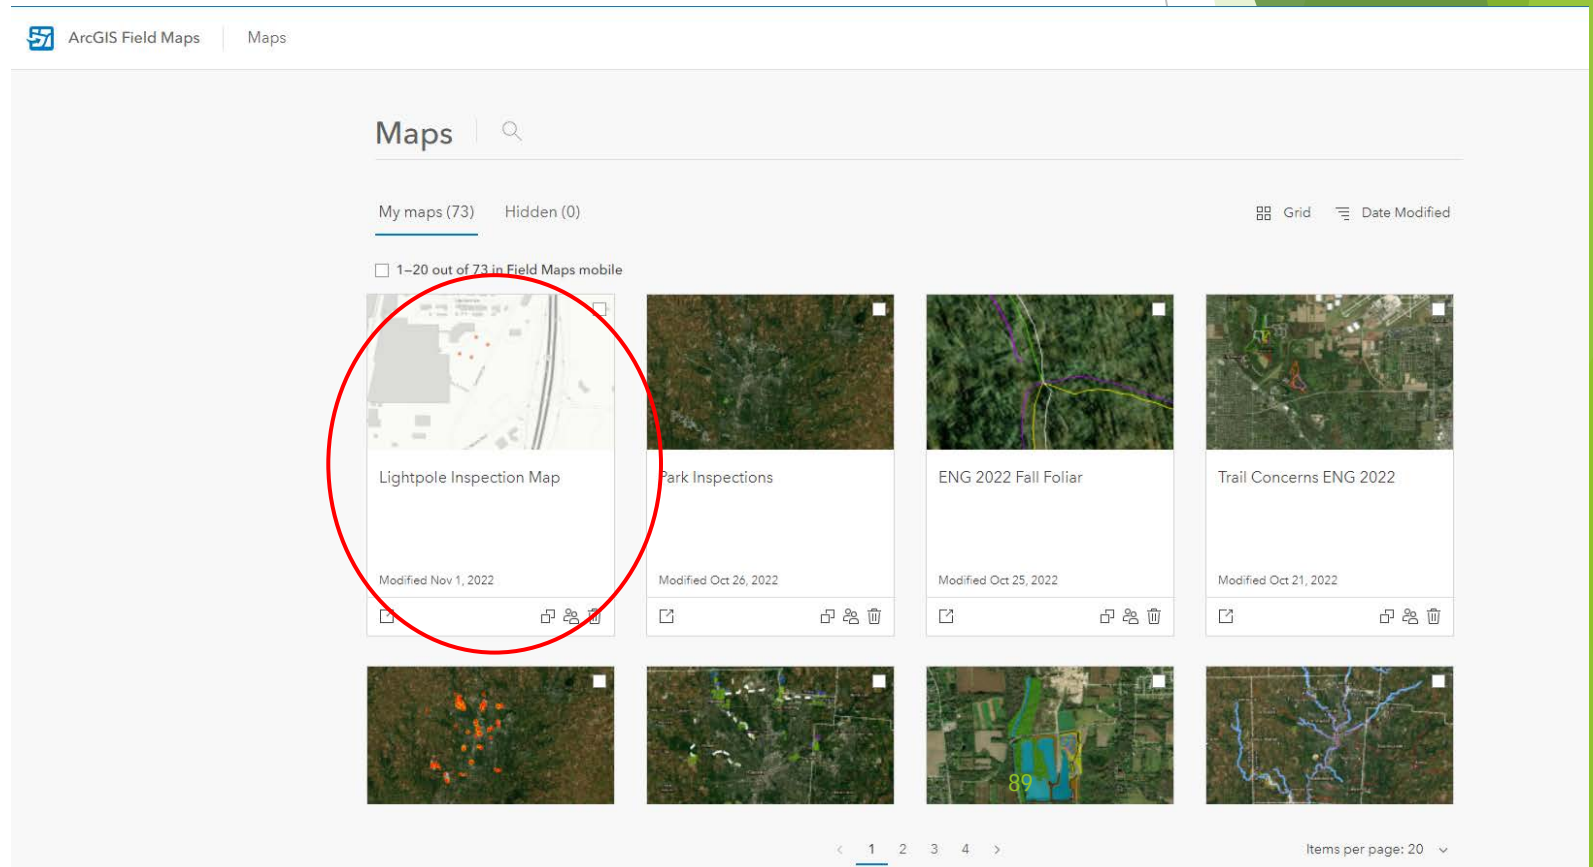 ArcGIS Field Maps
Maps
Maps
My maps (73)
Hidden (0)
Grid
Date Modified
1–20 out of 73 in Field Maps mobile
Lightpole Inspection Map
Park Inspections
ENG 2022 Fall Foliar
Trail Concerns ENG 2022
Modified Nov 1, 2022
Modified Oct 26, 2022
Modified Oct 25, 2022
Modified Oct 21, 2022
89
1 2 3 4
Items per page: 20